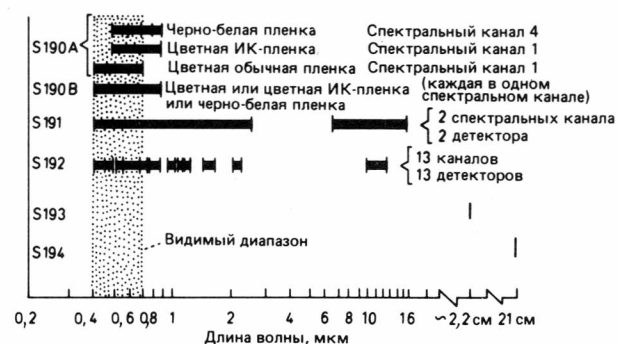 S190A
Черно-белая пленка Спектральный канал 4
Цветная ИК-пленка Спектральный канал 1
Цветная обычная пленка Спектральный канал 1
S190B Цветная или цветная ИК-пленка (каждая в одном
или черно-белая пленка спектральном канале)
S191 2 спектральных канала
2 детектора
S192 13 каналов
13 детекторов
S193
S194
Видимый диапазон
0,2 0,4 0,6 0,8 1 2 4 6 8 10 16 ~2,2 см 21 см
Длина волны, мкм